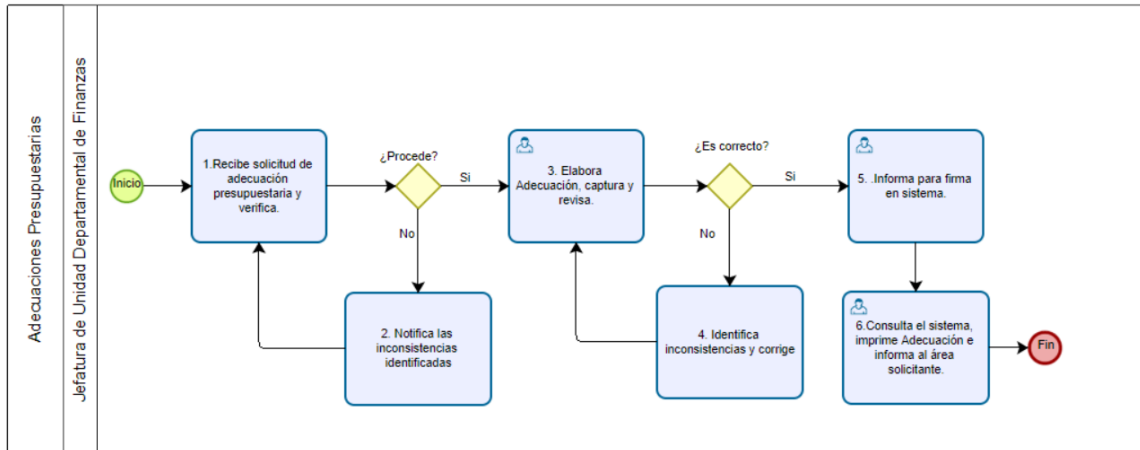 Adecuaciones Presupuestarias
Jefatura de Unidad Departamental de Finanzas
Inicio
1.Recibe solicitud de
adecuación
presupuestaria y
verifica.
¿Procede?
Si
No
2. Notifica las
inconsistencias
identificadas
3. Elabora
Adecuación, captura y
revisa.
¿Es correcto?
Si
No
4. Identifica
inconsistencias y corrige
5. .Informa para firma
en sistema.
6.Consulta el sistema,
imprime Adecuación e
informa al área
solicitante.
Fin